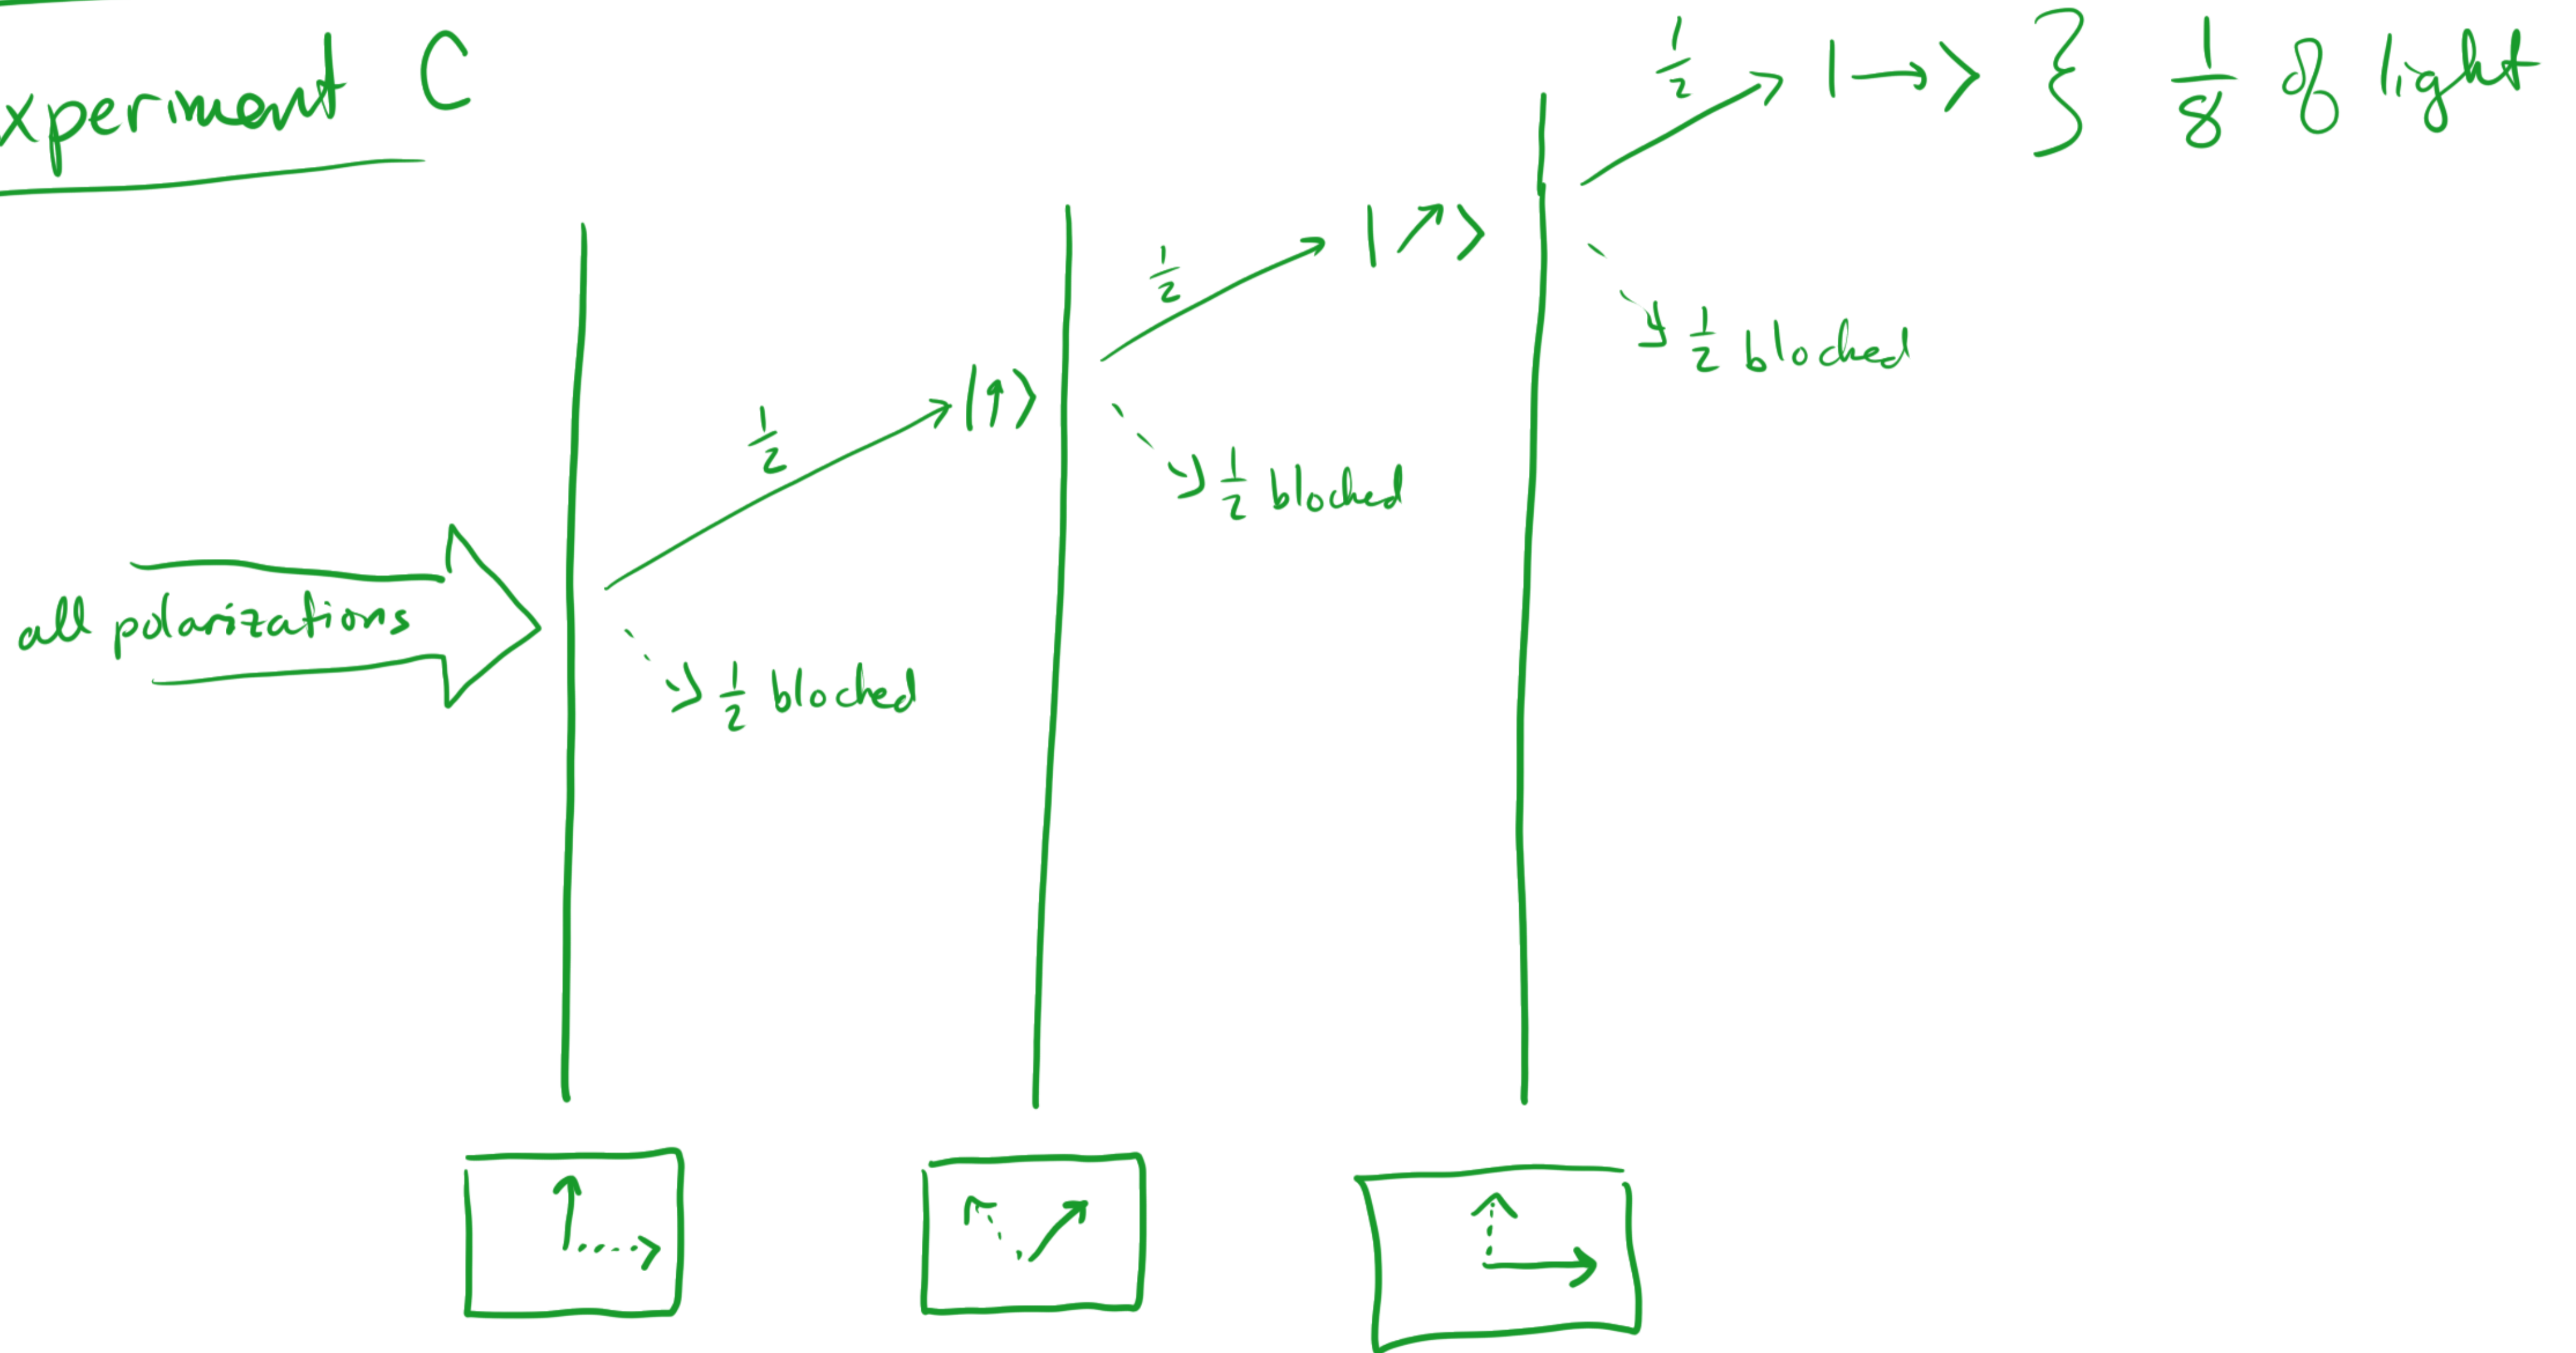 xperiment C
1/2 |→⟩ } 1/8 of light
1/2 |↗⟩
1/2 blocked
1/2 |↑⟩
1/2 blocked
all polarizations
1/2 blocked